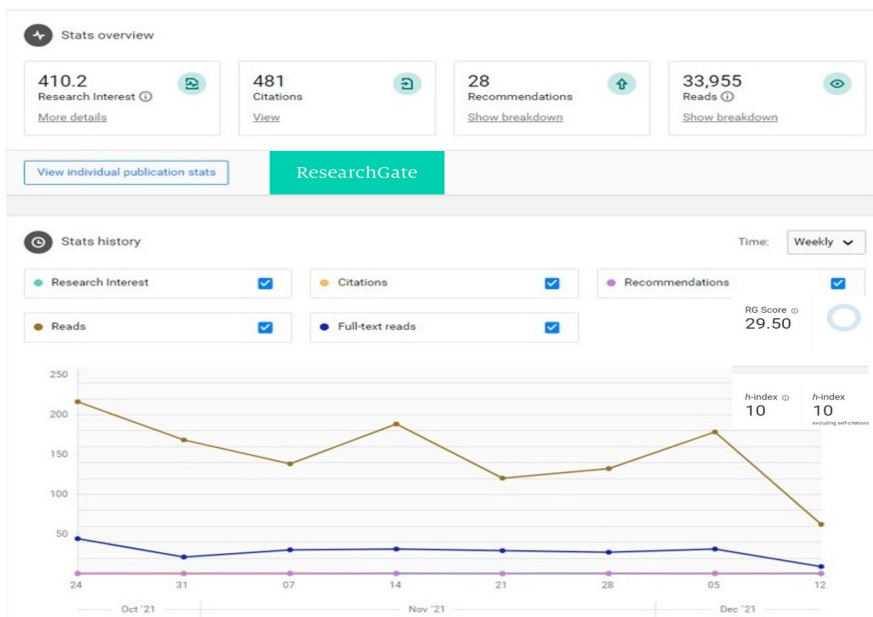 Stats overview
410.2
Research Interest
More details
481
Citations
View
28
Recommendations
Show breakdown
33,955
Reads
Show breakdown
View individual publication stats
ResearchGate
Stats history
Time: Weekly
Research Interest
Citations
Recommendations
Reads
Full-text reads
RG Score
29.50
h-index
10
h-index
10
excluding self-citations
250
200
150
100
50
24 31 07 14 21 28 05 12
Oct '21 Nov '21 Dec '21